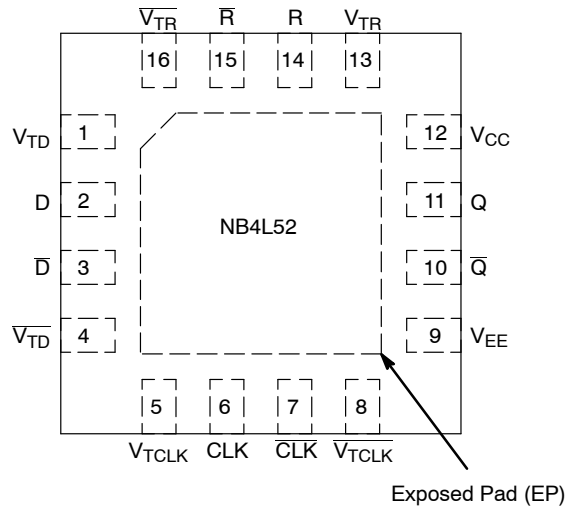 V̅T̅R̅ R̅ R VTR
16 15 14 13
VTD 1 12 VCC
D 2 11 Q
NB4L52
D̅ 3 10 Q̅
V̅T̅D̅ 4 9 VEE
5 6 7 8
VTCLK CLK C̅L̅K̅ V̅T̅C̅L̅K̅
Exposed Pad (EP)